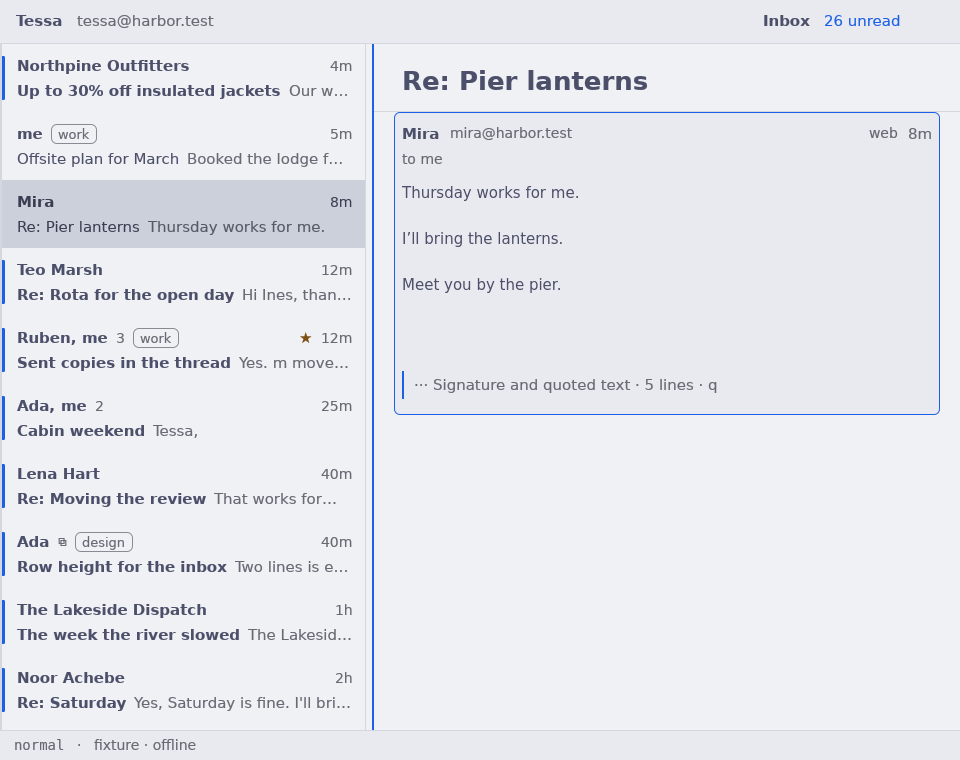 Tessa tessa@harbor.test Inbox 26 unread
Northpine Outfitters 4m
Up to 30% off insulated jackets Our w…
me work 5m
Offsite plan for March Booked the lodge f…
Mira 8m
Re: Pier lanterns Thursday works for me.
Teo Marsh 12m
Re: Rota for the open day Hi Ines, than…
Ruben, me 3 work ★ 12m
Sent copies in the thread Yes. m move…
Ada, me 2 25m
Cabin weekend Tessa,
Lena Hart 40m
Re: Moving the review That works for…
Ada ⧉ design 40m
Row height for the inbox Two lines is e…
The Lakeside Dispatch 1h
The week the river slowed The Lakesid…
Noor Achebe 2h
Re: Saturday Yes, Saturday is fine. I'll bri…
Re: Pier lanterns
Mira mira@harbor.test web 8m
to me
Thursday works for me.
I’ll bring the lanterns.
Meet you by the pier.
··· Signature and quoted text · 5 lines · q
normal · fixture · offline